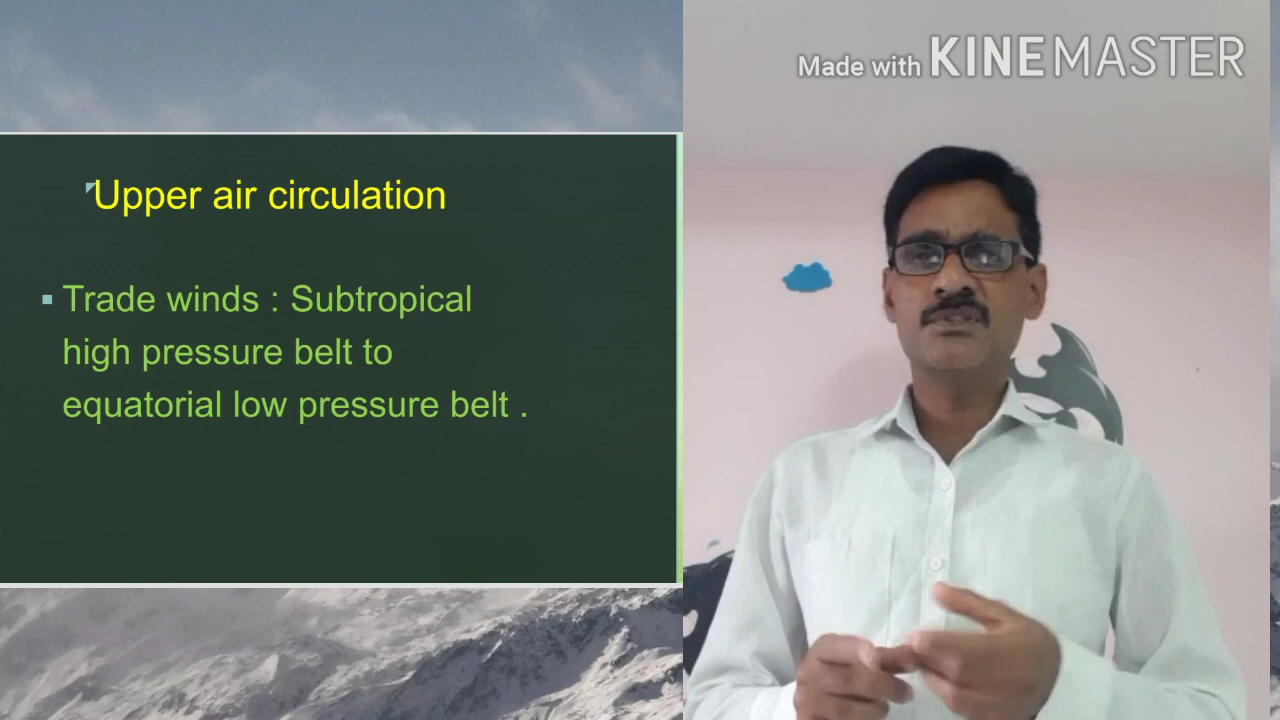 Made with KINEMASTER
Upper air circulation
Trade winds : Subtropical
high pressure belt to
equatorial low pressure belt .